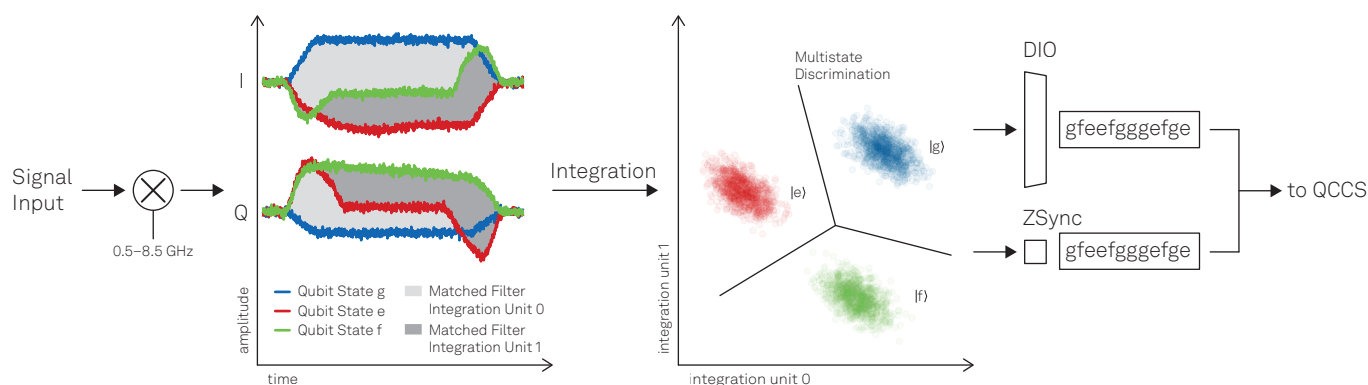 Signal
Input
0.5–8.5 GHz
I
Q
amplitude
time
Qubit State g
Qubit State e
Qubit State f
Matched Filter
Integration Unit 0
Matched Filter
Integration Unit 1
Integration
integration unit 1
integration unit 0
Multistate
Discrimination
|g⟩
|e⟩
|f⟩
DIO
gfeefgggefge
ZSync
gfeefgggefge
to QCCS